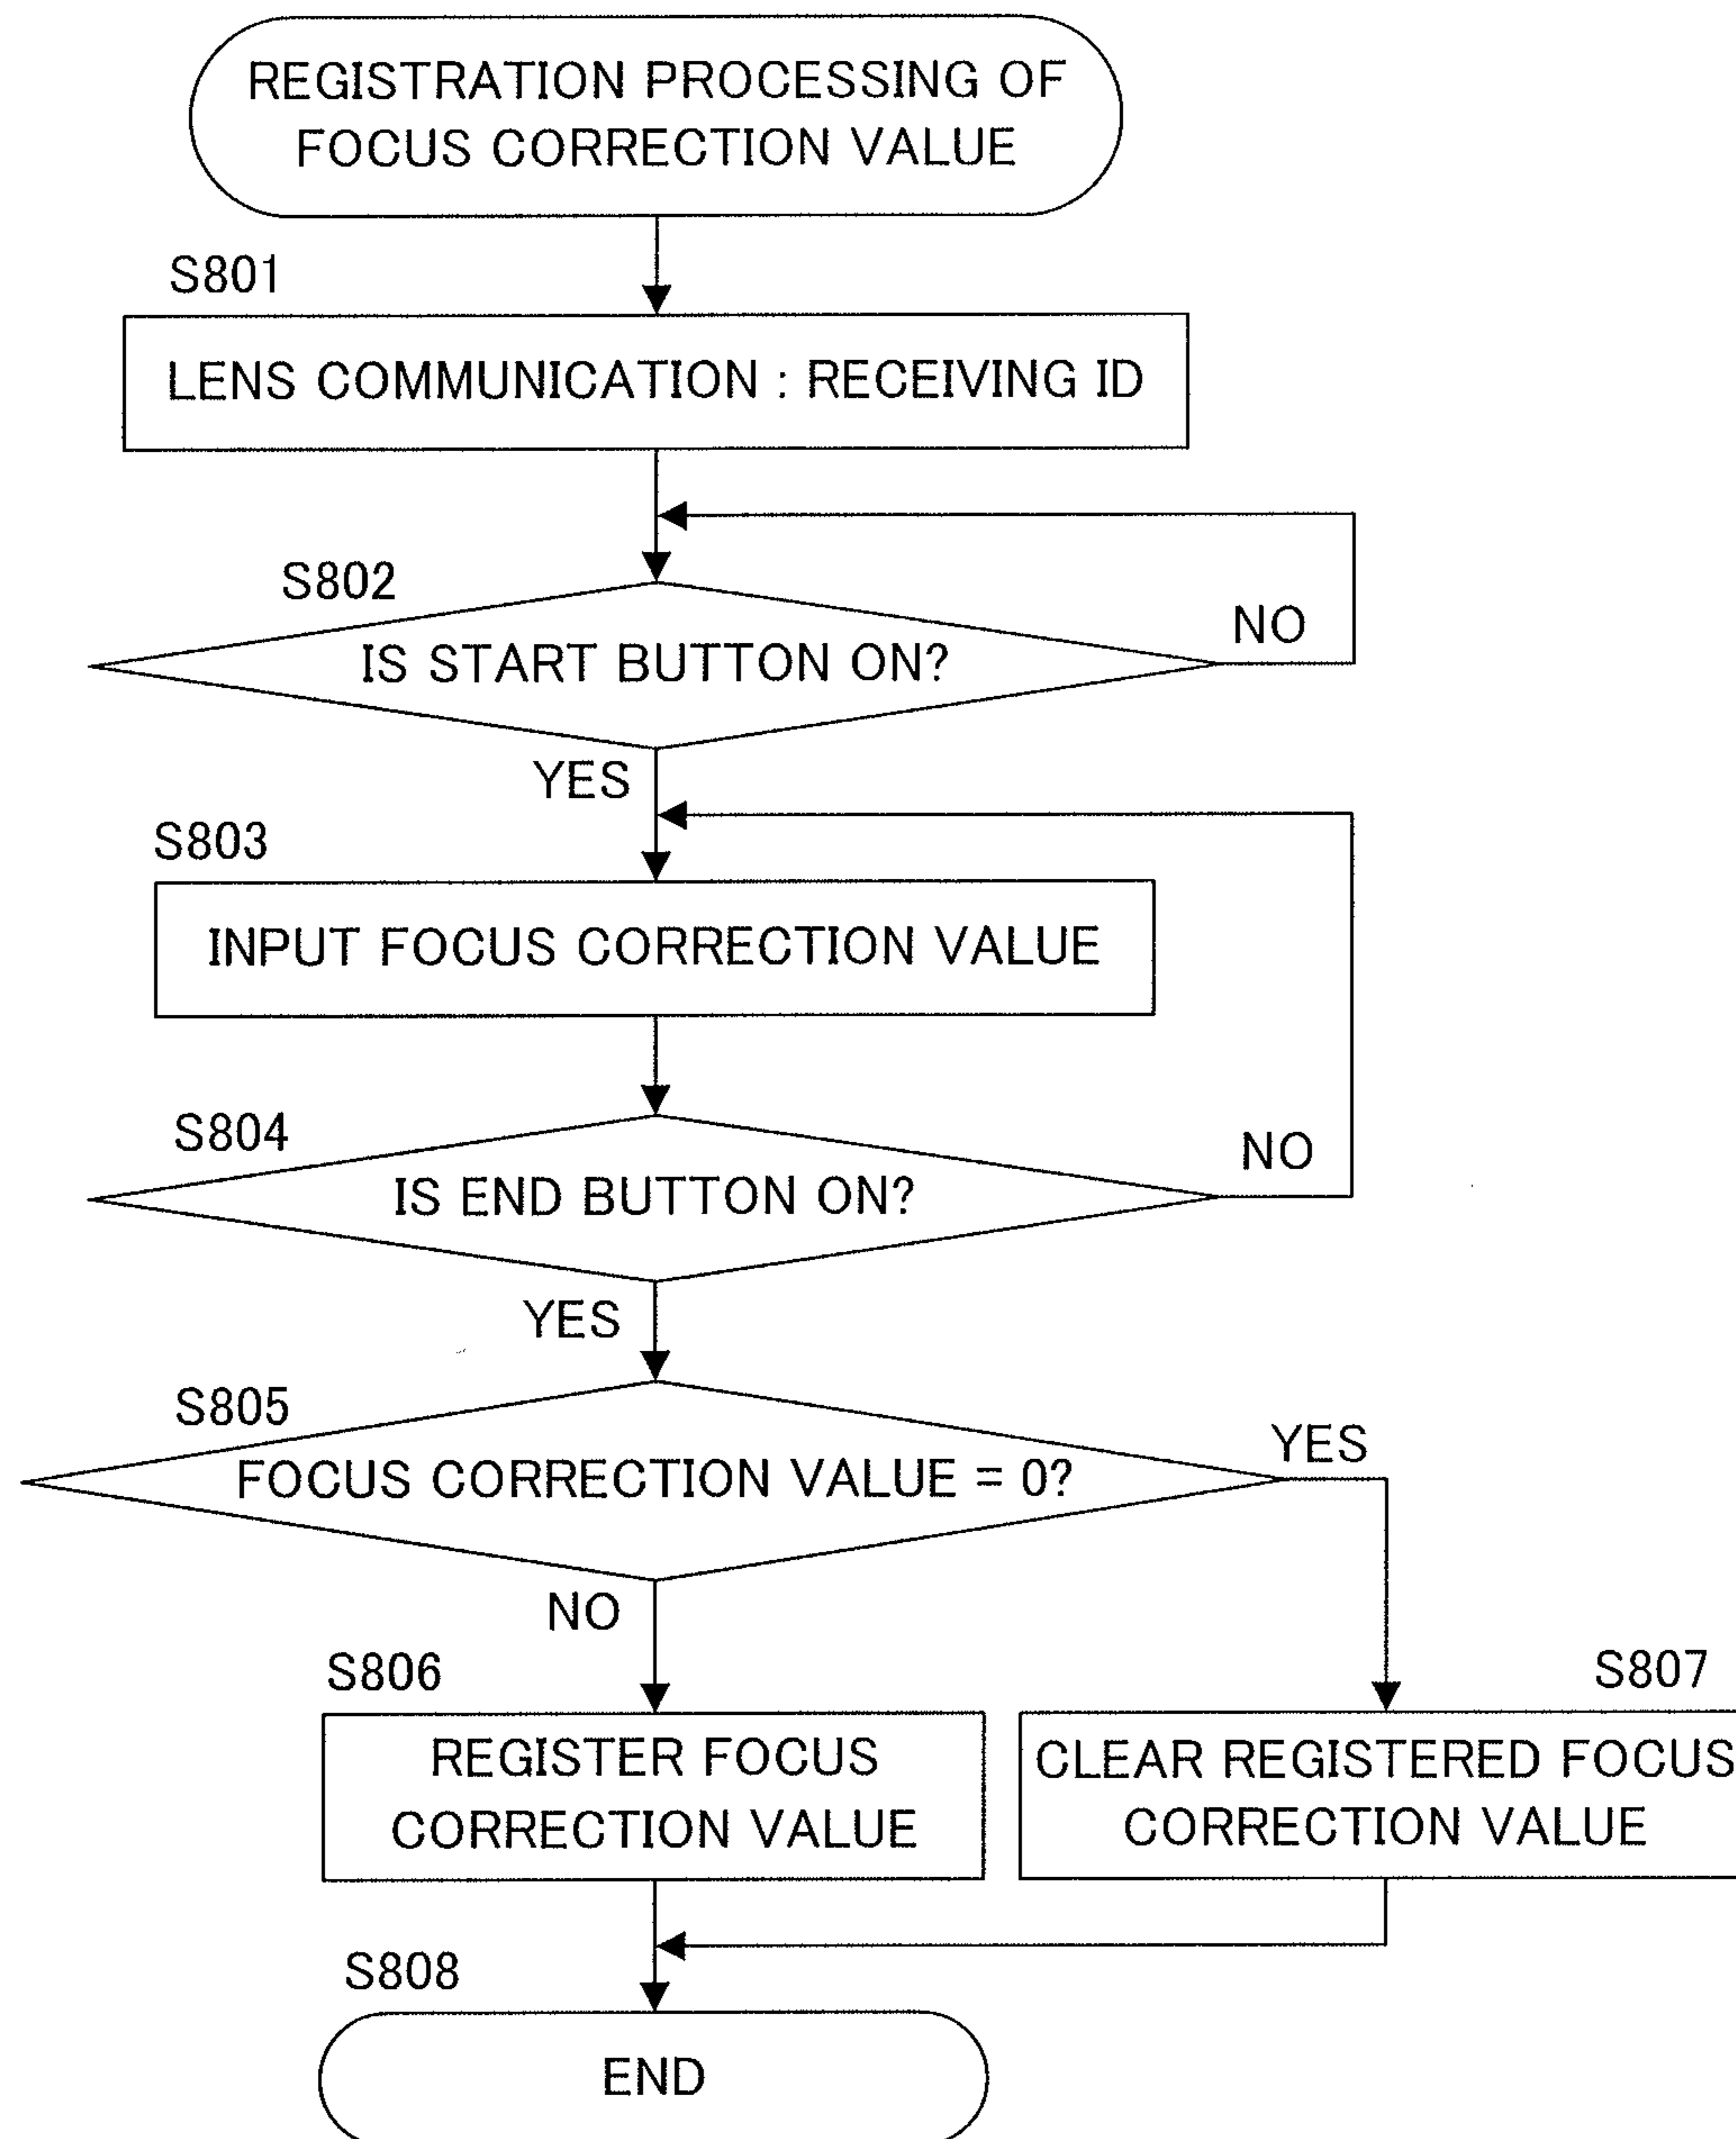 REGISTRATION PROCESSING OF
FOCUS CORRECTION VALUE
S801
LENS COMMUNICATION : RECEIVING ID
S802
IS START BUTTON ON?
NO
YES
S803
INPUT FOCUS CORRECTION VALUE
S804
IS END BUTTON ON?
NO
YES
S805
FOCUS CORRECTION VALUE = 0?
YES
NO
S806
REGISTER FOCUS
CORRECTION VALUE
S807
CLEAR REGISTERED FOCUS
CORRECTION VALUE
S808
END